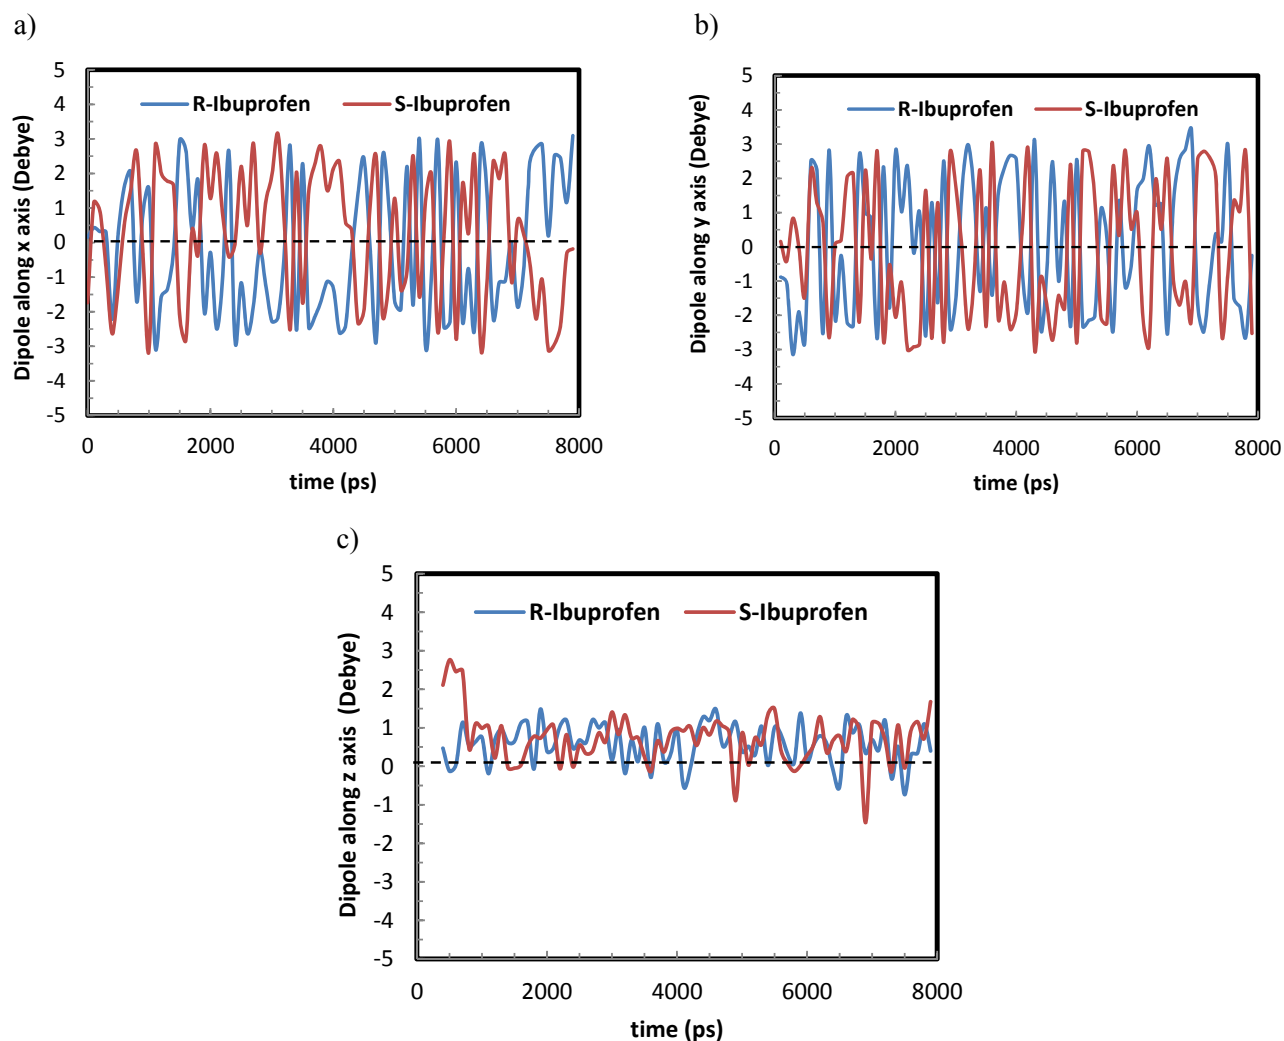 a)
5
4
3
2
1
0
-1
-2
-3
-4
-5
Dipole along x axis (Debye)
R-Ibuprofen S-Ibuprofen
0 2000 4000 6000 8000
time (ps)
b)
5
4
3
2
1
0
-1
-2
-3
-4
-5
Dipole along y axis (Debye)
R-Ibuprofen S-Ibuprofen
0 2000 4000 6000 8000
time (ps)
c)
5
4
3
2
1
0
-1
-2
-3
-4
-5
Dipole along z axis (Debye)
R-Ibuprofen S-Ibuprofen
0 2000 4000 6000 8000
time (ps)